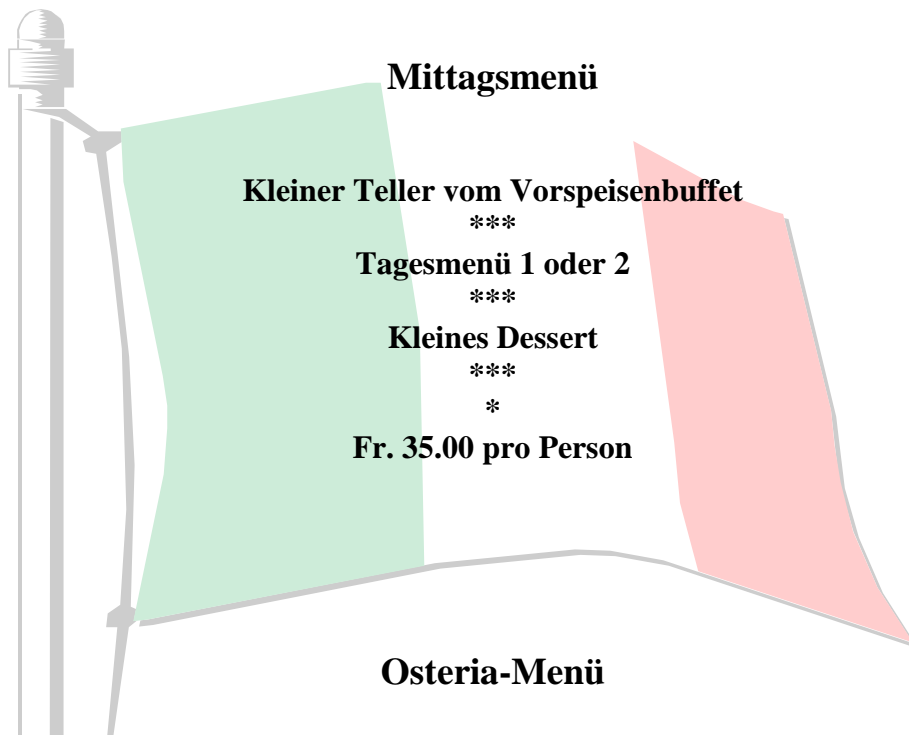 Mittagsmenü
Kleiner Teller vom Vorspeisenbuffet
***
Tagesmenü 1 oder 2
***
Kleines Dessert
***
*
Fr. 35.00 pro Person
Osteria-Menü